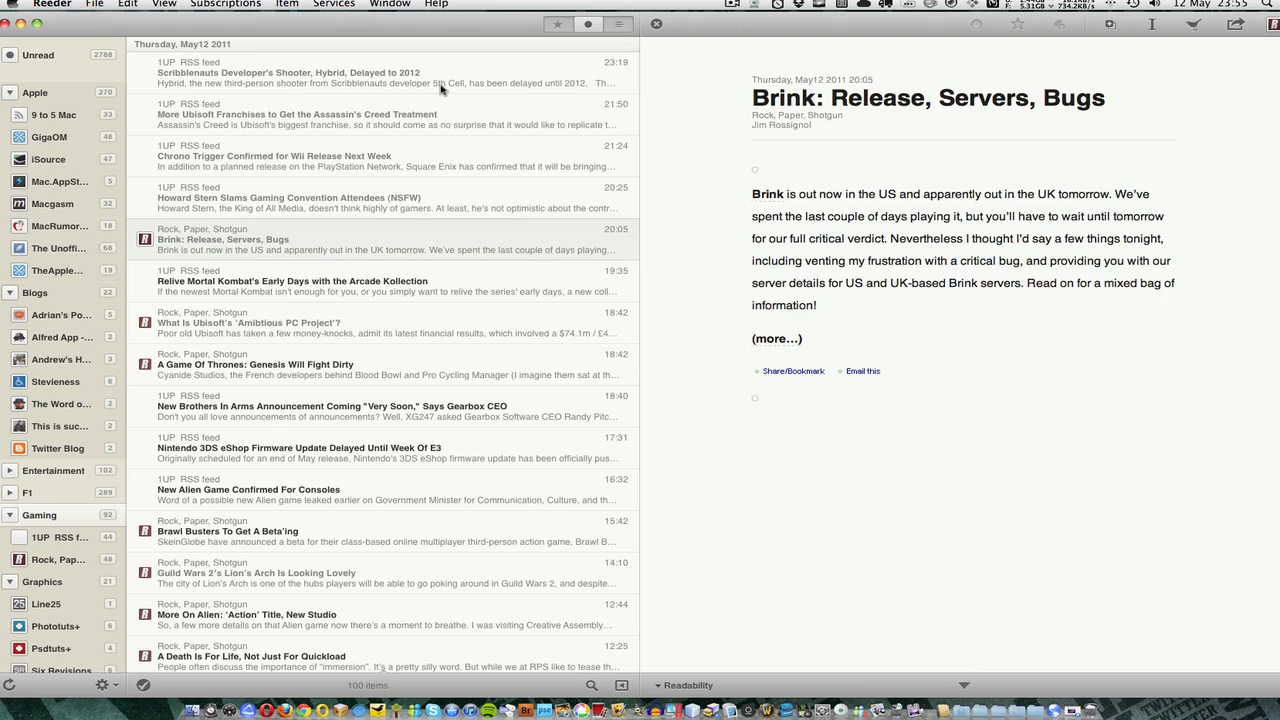 Reeder File Edit View Subscriptions Item Services Window Help
12 May 23:55
Unread 2788
Apple 270
9 to 5 Mac 33
GigaOM 38
iSource 47
Mac.AppSt... 32
Macgasm 32
MacRumor... 17
The Unoffi... 68
TheApple... 19
Blogs
Adrian's Po...
Alfred App -...
Andrew's H... 3
Stevieness 6
The Word o... 2
This is suc... 2
Twitter Blog 2
Entertainment 102
F1 289
Gaming 92
1UP RSS f... 44
Rock, Pap... 48
Graphics 21
Line25 1
Phototuts+ 6
Psdtuts+ 4
Six Revisions
Thursday, May12 2011
1UP RSS feed 23:19
Scribblenauts Developer's Shooter, Hybrid, Delayed to 2012
Hybrid, the new third-person shooter from Scribblenauts developer 5th Cell, has been delayed until 2012. Th...
1UP RSS feed 21:50
More Ubisoft Franchises to Get the Assassin's Creed Treatment
Assassin's Creed is Ubisoft's biggest franchise, so it should come as no surprise that it would like to replicate t...
1UP RSS feed 21:24
Chrono Trigger Confirmed for Wii Release Next Week
In addition to a planned release on the PlayStation Network, Square Enix has confirmed that it will be bringing...
1UP RSS feed 20:25
Howard Stern Slams Gaming Convention Attendees (NSFW)
Howard Stern, the King of All Media, doesn't think highly of gamers. At least, he's not optimistic about the contr...
Rock, Paper, Shotgun 20:05
Brink: Release, Servers, Bugs
Brink is out now in the US and apparently out in the UK tomorrow. We've spent the last couple of days playing...
1UP RSS feed 19:35
Relive Mortal Kombat's Early Days with the Arcade Kollection
If the newest Mortal Kombat isn't enough for you, or you simply want to relive the series' early days, a new coll...
Rock, Paper, Shotgun 18:42
What Is Ubisoft's ‘Amibtious PC Project’?
Poor old Ubisoft has taken a few money-knocks, admit its latest financial results, which involved a $74.1m / £4...
Rock, Paper, Shotgun 18:42
A Game Of Thrones: Genesis Will Fight Dirty
Cyanide Studios, the French developers behind Blood Bowl and Pro Cycling Manager (I imagine them sat at th...
1UP RSS feed 18:40
New Brothers In Arms Announcement Coming "Very Soon," Says Gearbox CEO
Don't you all love announcements of announcements? Well, XG247 asked Gearbox Software CEO Randy Pitc...
1UP RSS feed 17:31
Nintendo 3DS eShop Firmware Update Delayed Until Week Of E3
Originally scheduled for an end of May release, Nintendo's 3DS eShop firmware update has been officially pus...
1UP RSS feed 16:32
New Alien Game Confirmed For Consoles
Word of a possible new Alien game leaked earlier on Government Minister for Communication, Culture, and th...
Rock, Paper, Shotgun 15:42
Brawl Busters To Get A Beta'ing
SkeinGlobe have announced a beta for their class-based online multiplayer third-person action game, Brawl B...
Rock, Paper, Shotgun 14:10
Guild Wars 2's Lion's Arch Is Looking Lovely
The city of Lion's Arch is one of the hubs players will be able to go poking around in Guild Wars 2, and despite...
Rock, Paper, Shotgun 12:44
More On Alien: ‘Action’ Title, New Studio
So, a few more details on that Alien game now there's a moment to breathe. I was visiting Creative Assembly...
Rock, Paper, Shotgun 12:25
A Death Is For Life, Not Just For Quickload
People often discuss the importance of “immersion”. It's a pretty silly word. But while we at RPS like to tease th...
100 items
Thursday, May12 2011 20:05
Brink: Release, Servers, Bugs
Rock, Paper, Shotgun
Jim Rossignol
Brink is out now in the US and apparently out in the UK tomorrow. We've
spent the last couple of days playing it, but you'll have to wait until tomorrow
for our full critical verdict. Nevertheless I thought I'd say a few things tonight,
including venting my frustration with a critical bug, and providing you with our
server details for US and UK-based Brink servers. Read on for a mixed bag of
information!
(more…)
Share/Bookmark Email this
Readability